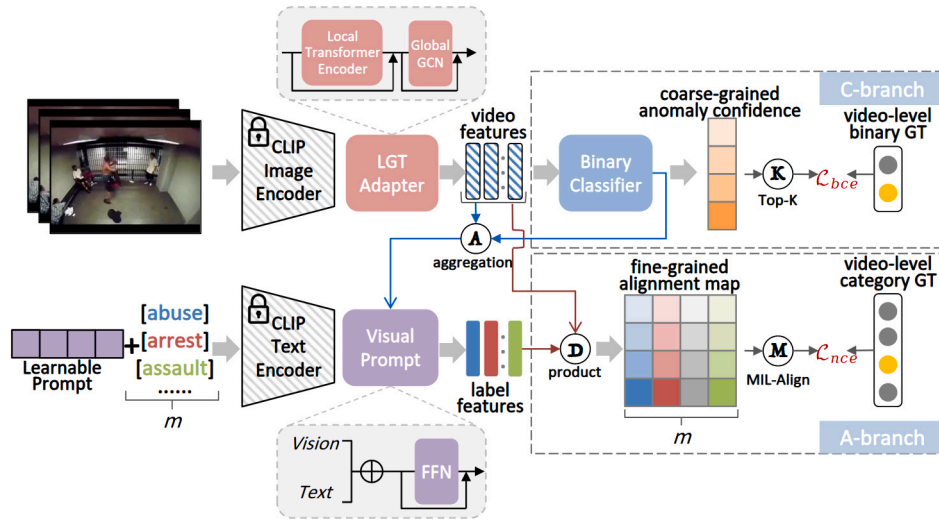 Local
Transformer
Encoder
Global
GCN
C-branch
CLIP
Image
Encoder
LGT
Adapter
video
features
Binary
Classifier
coarse-grained
anomaly confidence
K
Top-K
ℒbce
video-level
binary GT
A
aggregation
Learnable
Prompt
+
[abuse]
[arrest]
[assault]
......
m
CLIP
Text
Encoder
Visual
Prompt
label
features
D
product
fine-grained
alignment map
m
M
MIL-Align
ℒnce
video-level
category GT
A-branch
Vision
Text
FFN